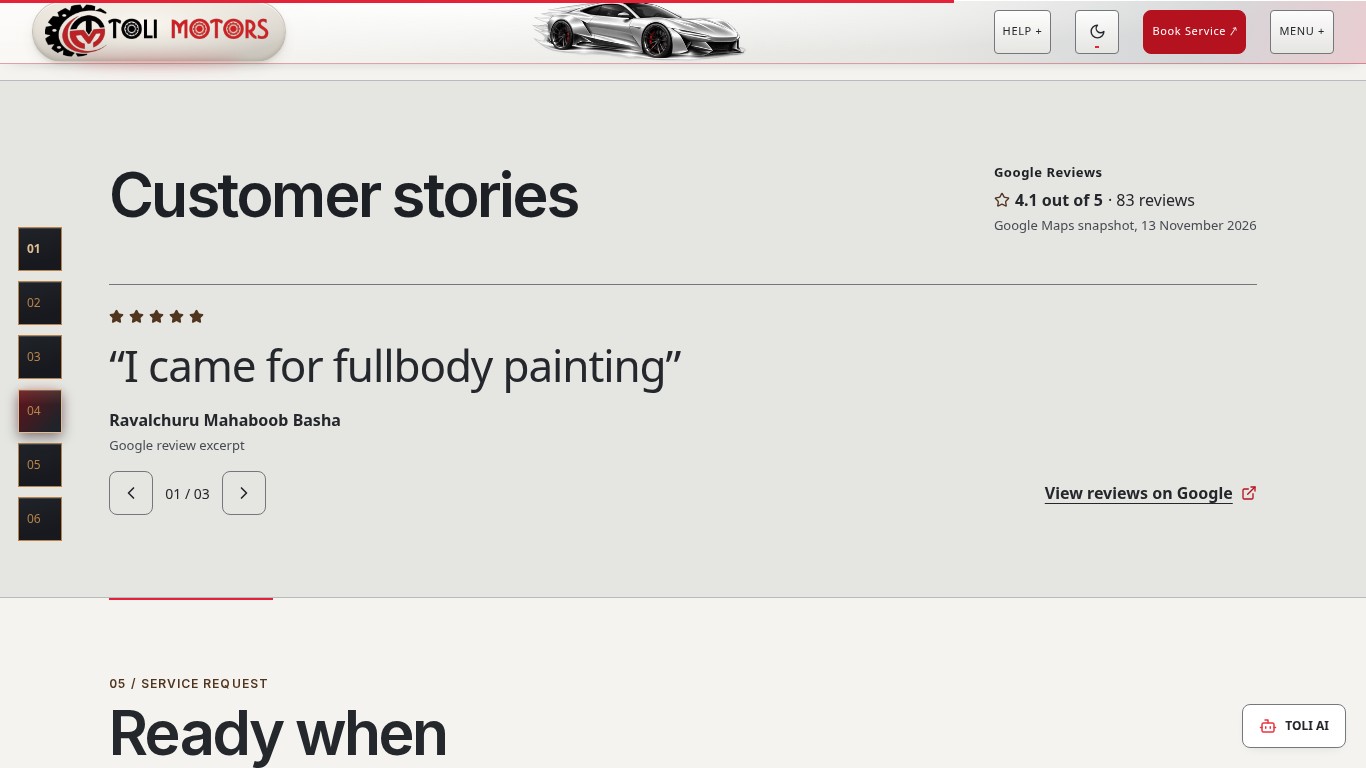 TOLI MOTORS
HELP +
Book Service ↗
MENU +
Customer stories
Google Reviews
4.1 out of 5 · 83 reviews
Google Maps snapshot, 13 November 2026
01
02
03
04
05
06
“I came for fullbody painting”
Ravalchuru Mahaboob Basha
Google review excerpt
01 / 03
View reviews on Google
05 / SERVICE REQUEST
Ready when
TOLI AI